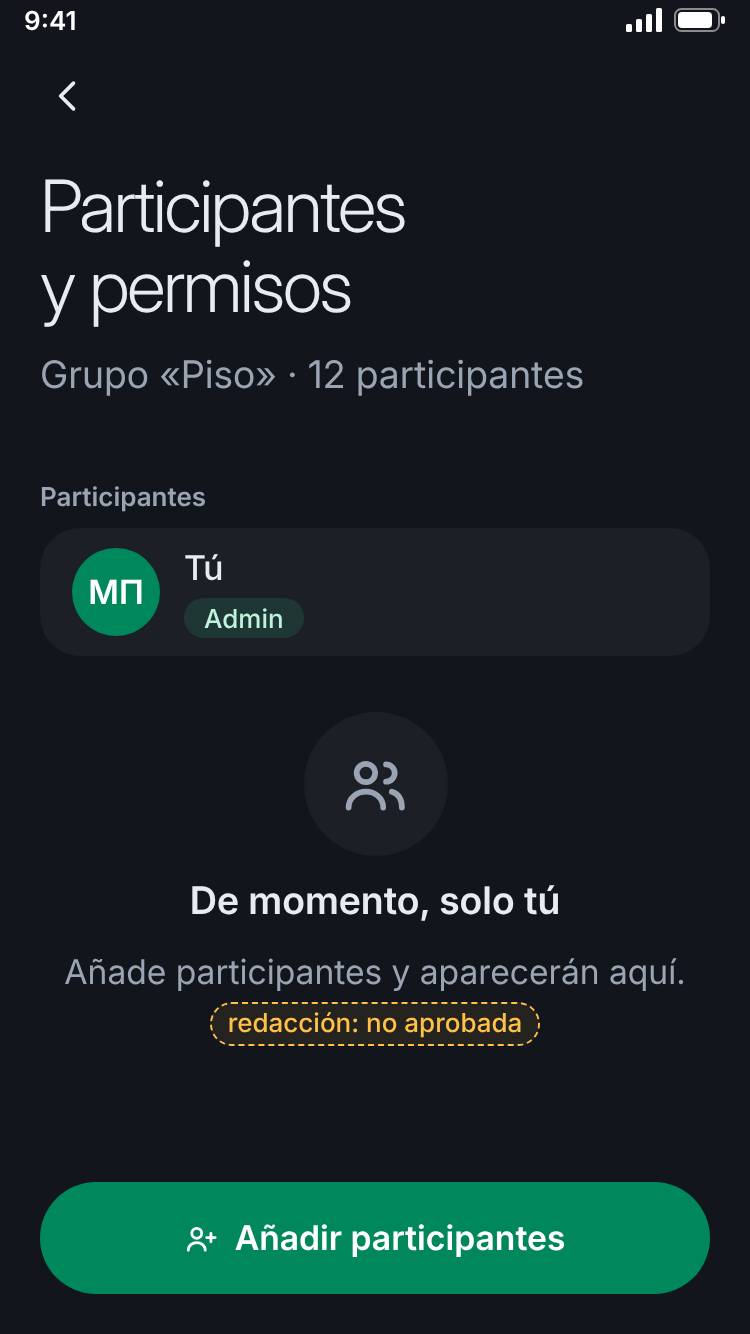 9:41
Participantes
y permisos
Grupo «Piso» · 12 participantes
Participantes
МП
Tú
Admin
De momento, solo tú
Añade participantes y aparecerán aquí.
redacción: no aprobada
Añadir participantes